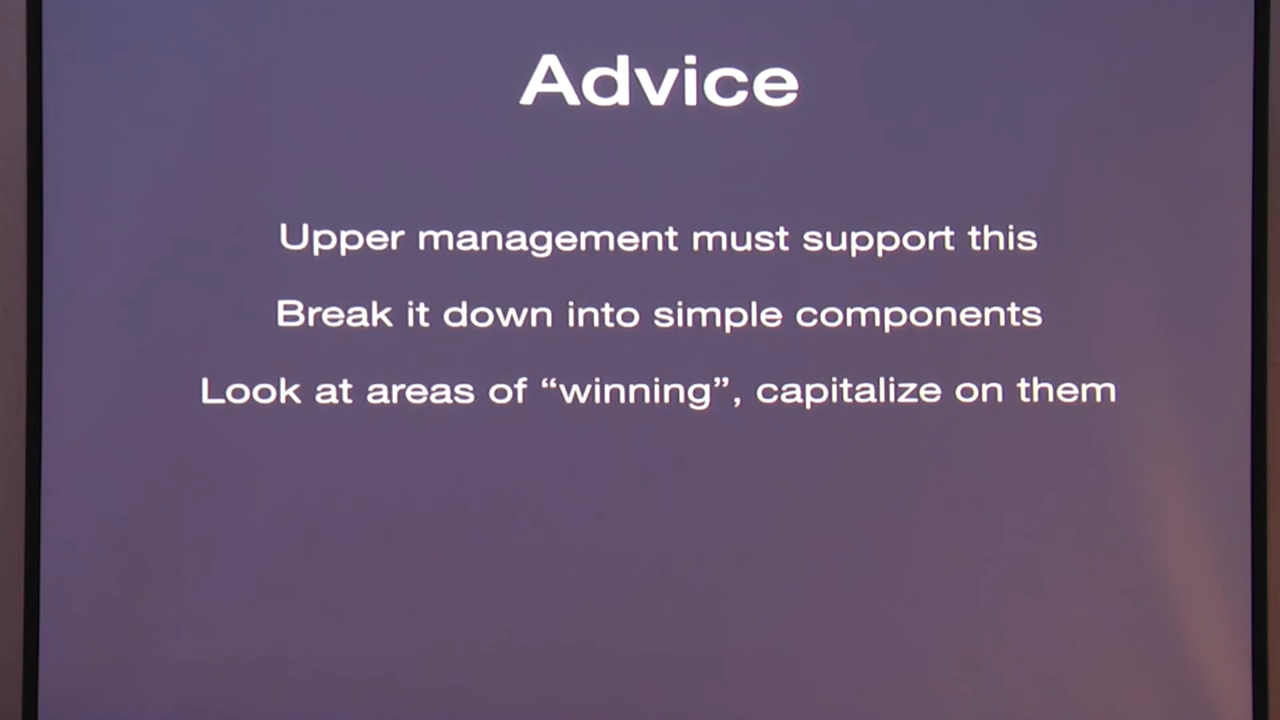 Advice
Upper management must support this
Break it down into simple components
Look at areas of “winning”, capitalize on them